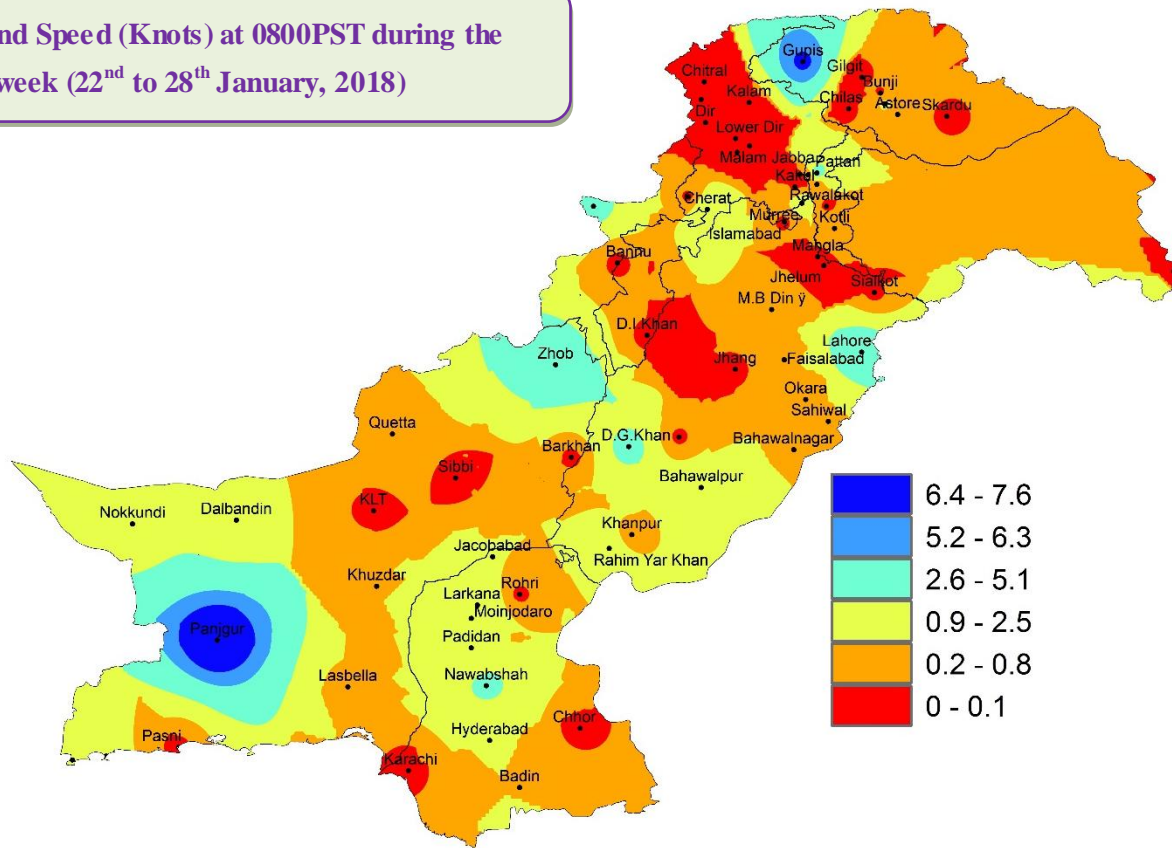 nd Speed (Knots) at 0800PST during the
week (22nd to 28th January, 2018)
Gupis
Gilgit
Bunji
Chitral
Kalam
Chilas
Astore
Skardu
Dir
Lower Dir
Malam Jabba
Pattan
Kakul
Cherat
Rawalakot
Murree
Kotli
Islamabad
Mangla
Bannu
Jhelum
Sialkot
M.B Din ÿ
D.I.Khan
Lahore
Zhob
Jhang
Faisalabad
Okara
Sahiwal
Quetta
D.G.Khan
Bahawalnagar
Barkhan
Sibbi
Bahawalpur
KLT
Nokkundi
Dalbandin
Khanpur
Jacobabad
Rahim Yar Khan
Khuzdar
Rohri
Larkana
Moinjodaro
Panjgur
Padidan
Lasbella
Nawabshah
Chhor
Pasni
Hyderabad
Karachi
Badin
6.4 - 7.6
5.2 - 6.3
2.6 - 5.1
0.9 - 2.5
0.2 - 0.8
0 - 0.1